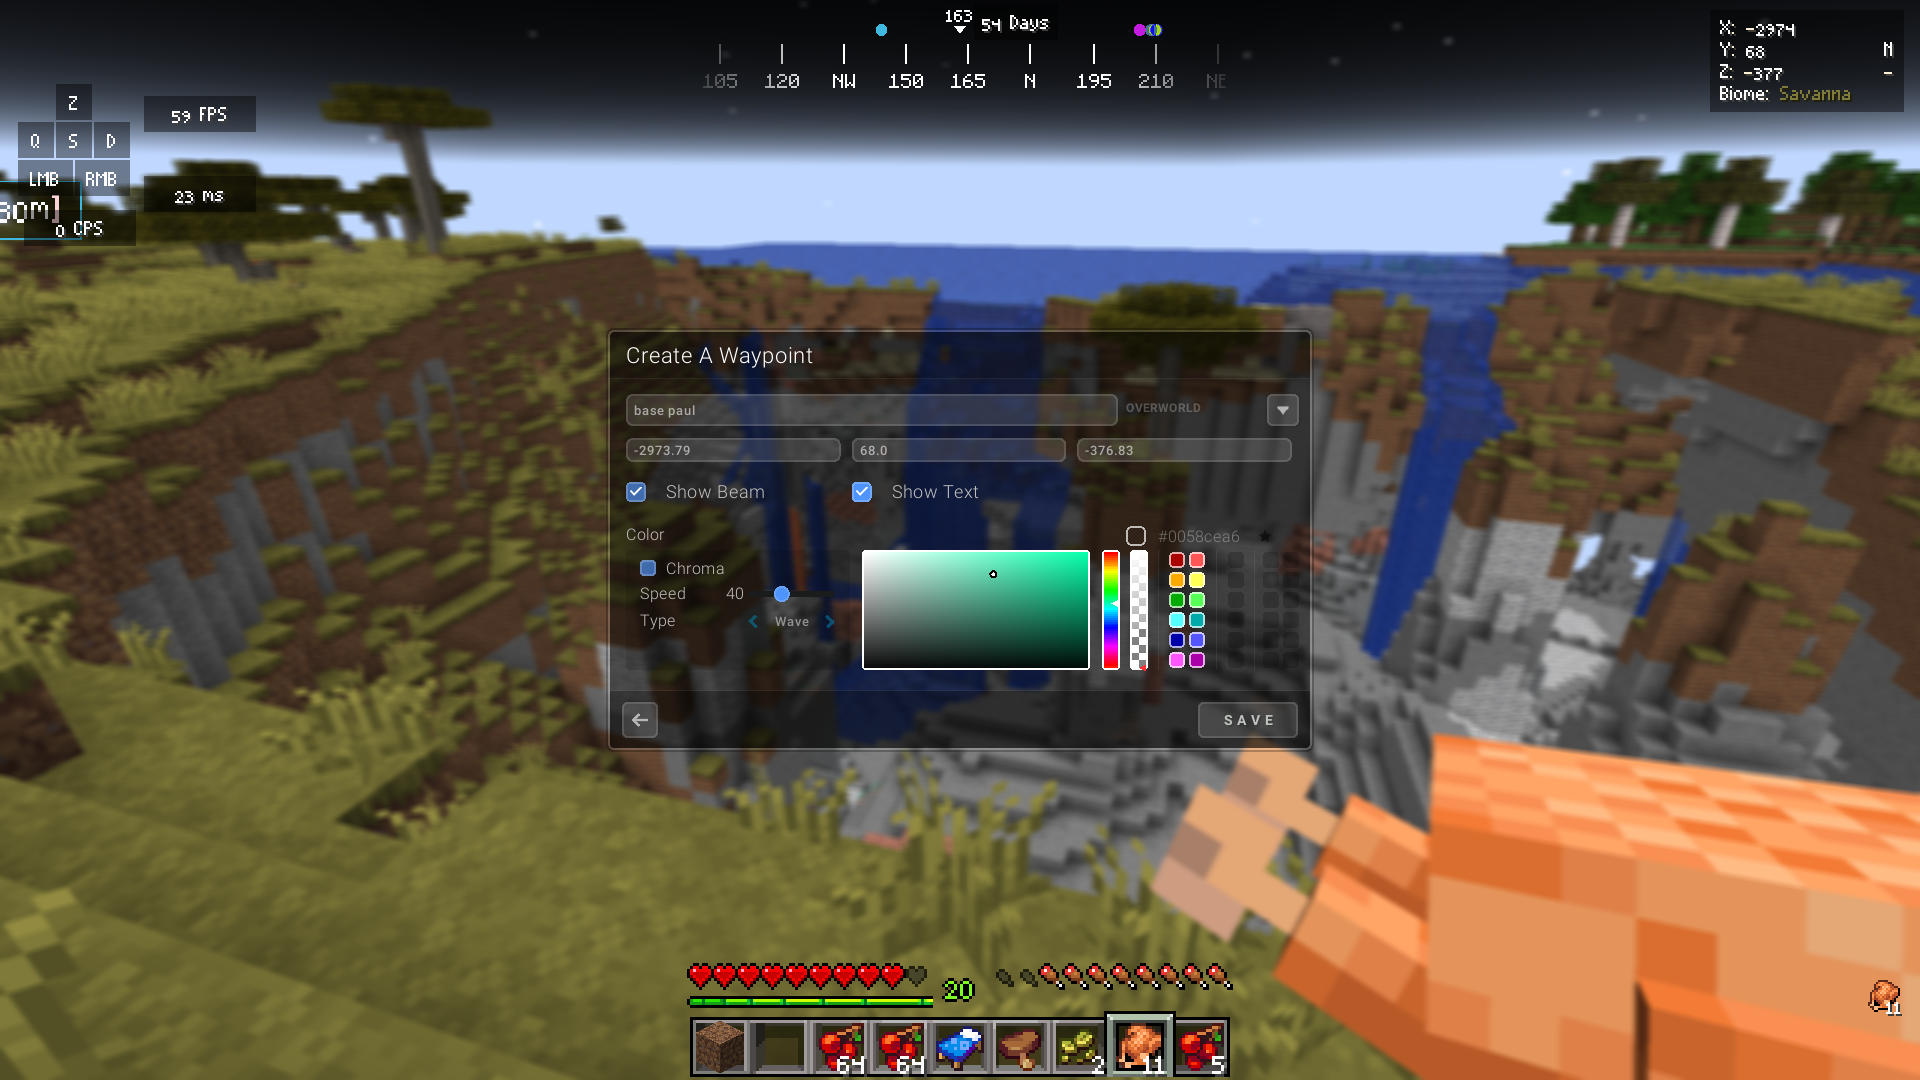 163
54 Days
105 120 NW 150 165 N 195 210 NE
X: -2974
Y: 68 N
Z: -377 -
Biome: Savanna
Z
Q S D
LMB RMB
59 FPS
23 ms
BOM]
0 CPS
Create A Waypoint
base paul
OVERWORLD
-2973.79 68.0 -376.83
Show Beam Show Text
Color
#0058cea6
Chroma
Speed 40
Type Wave
SAVE
20
64 64 2 11 5
11